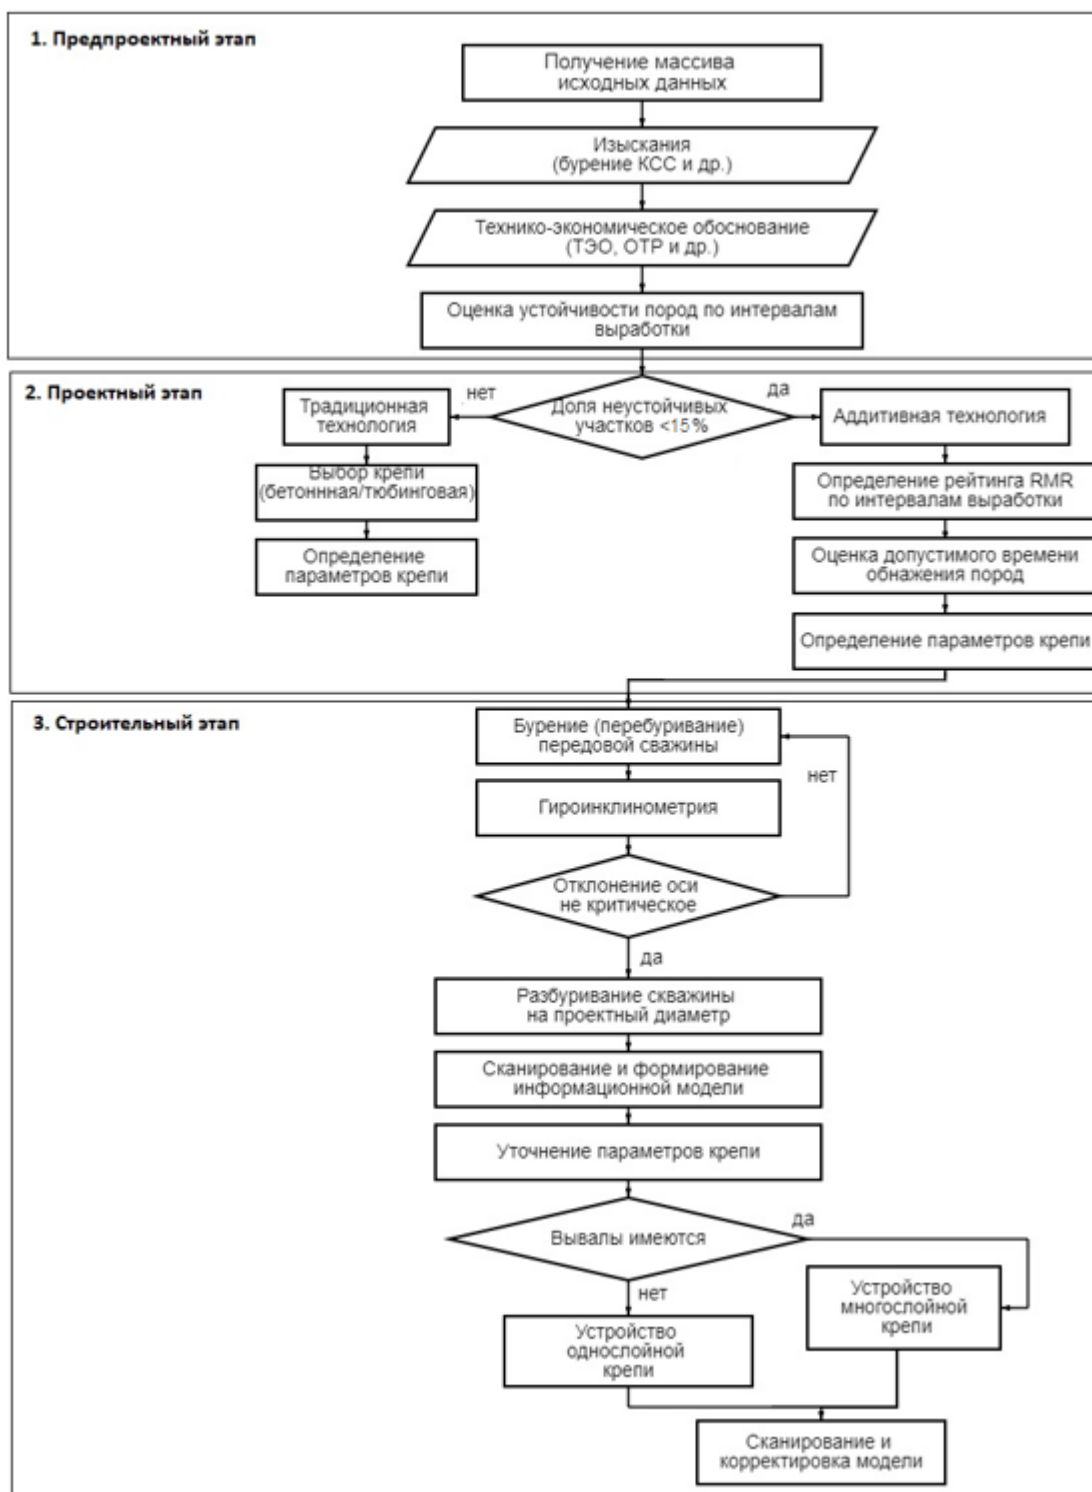 1. Предпроектный этап
Получение массива
исходных данных
Изыскания
(бурение КСС и др.)
Технико-экономическое обоснование
(ТЭО, ОТР и др.)
Оценка устойчивости пород по интервалам
выработки
2. Проектный этап
нет
Доля неустойчивых
участков <15%
да
Традиционная
технология
Аддитивная технология
Выбор крепи
(бетоннная/тюбинговая)
Определение рейтинга RMR
по интервалам выработки
Определение
параметров крепи
Оценка допустимого времени
обнажения пород
Определение параметров крепи
3. Строительный этап
Бурение (перебуривание)
передовой сважины
нет
Гироинклинометрия
Отклонение оси
не критическое
да
Разбуривание скважины
на проектный диаметр
Сканирование и формирование
информационной модели
Уточнение параметров крепи
Вывалы имеются
да
нет
Устройство
многослойной
крепи
Устройство
однослойной
крепи
Сканирование и
корректировка модели